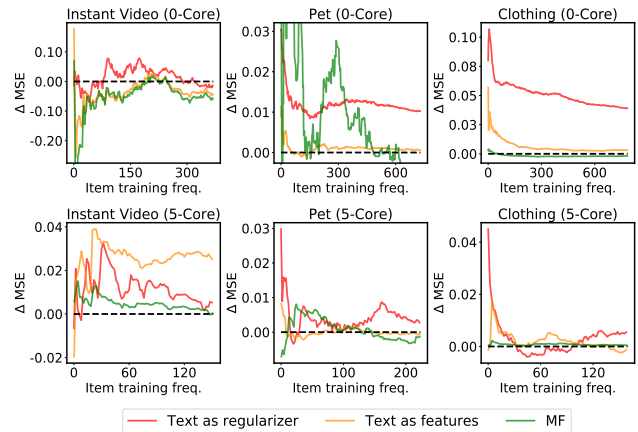 Instant Video (0-Core)
Δ MSE
0.10
0.00
-0.10
-0.20
0
150
300
Item training freq.
Pet (0-Core)
Δ MSE
0.03
0.02
0.01
0.00
0
300
600
Item training freq.
Clothing (0-Core)
Δ MSE
0.10
0.08
0.05
0.03
0.00
0
300
600
Item training freq.
Instant Video (5-Core)
Δ MSE
0.04
0.02
0.00
-0.02
0
60
120
Item training freq.
Pet (5-Core)
Δ MSE
0.03
0.02
0.01
0.00
0
100
200
Item training freq.
Clothing (5-Core)
Δ MSE
0.04
0.02
0.00
0
60
120
Item training freq.
Text as regularizer
Text as features
MF